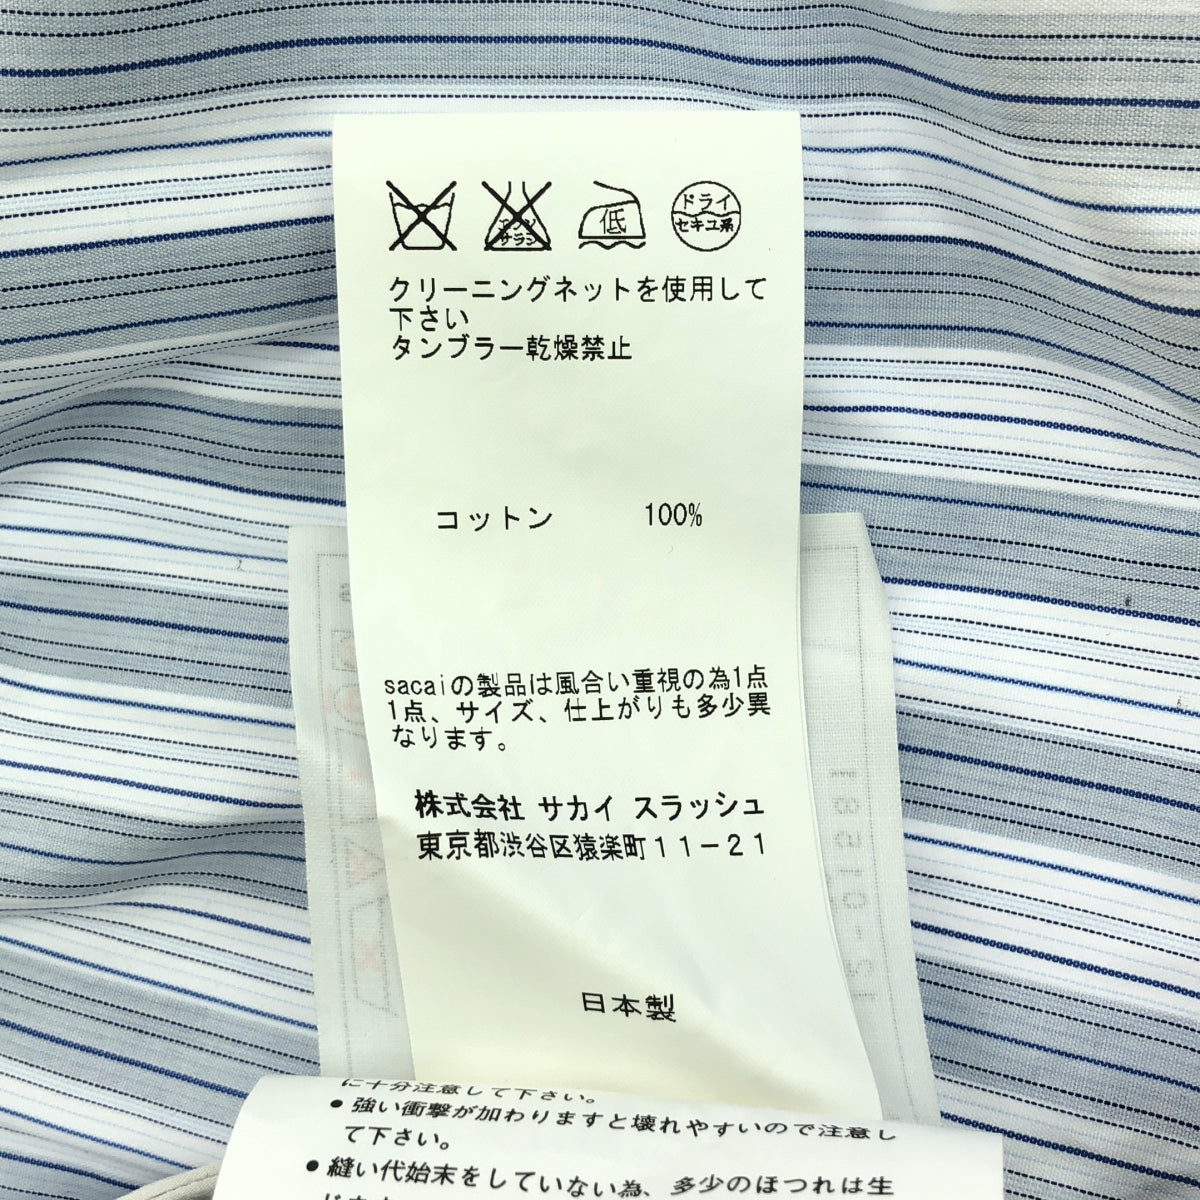 低
ドライ
セキユ系
クリーニングネットを使用して
下さい
タンブラー乾燥禁止
コットン 100%
sacaiの製品は風合い重視の為1点
1点、サイズ、仕上がりも多少異
なります。
株式会社 サカイ スラッシュ
東京都渋谷区猿楽町11-21
日本製
に十分注意して下さい。
●強い衝撃が加わりますと壊れやすいので注意し
て下さい。
●縫い代始末をしていない為、多少のほつれは生